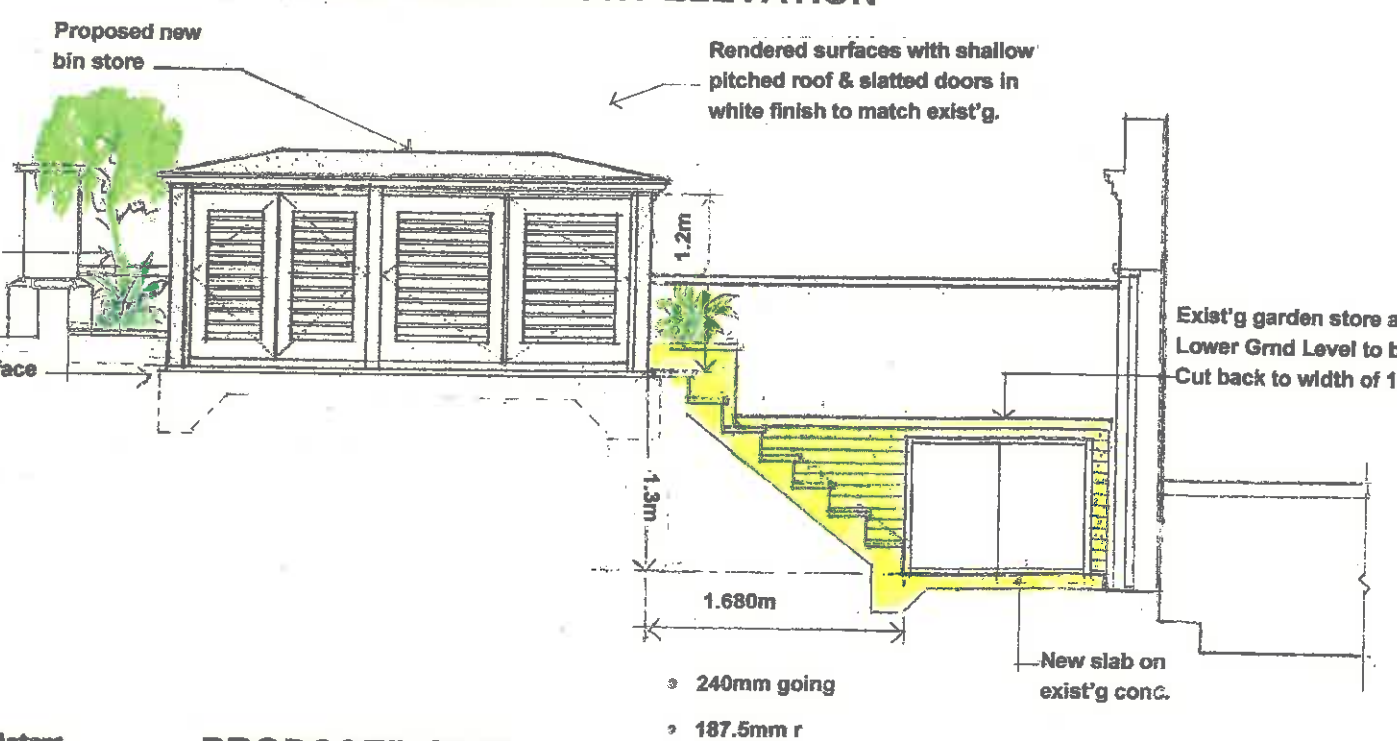 ELEVATION
Proposed new
bin store
Rendered surfaces with shallow
pitched roof & slatted doors in
white finish to match exist'g.
1.2m
Exist'g garden store a
Lower Grnd Level to b
Cut back to width of 1
face
1.3m
1.680m
New slab on
exist'g conc.
240mm going
187.5mm r